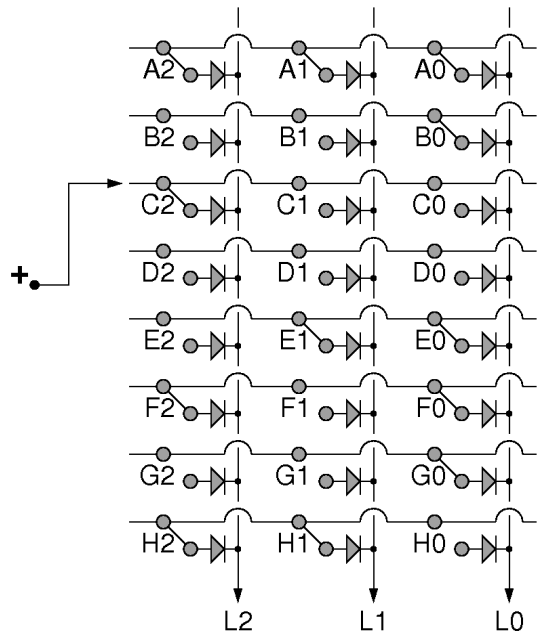 A2 A1 A0
B2 B1 B0
C2 C1 C0
+
D2 D1 D0
E2 E1 E0
F2 F1 F0
G2 G1 G0
H2 H1 H0
L2 L1 L0